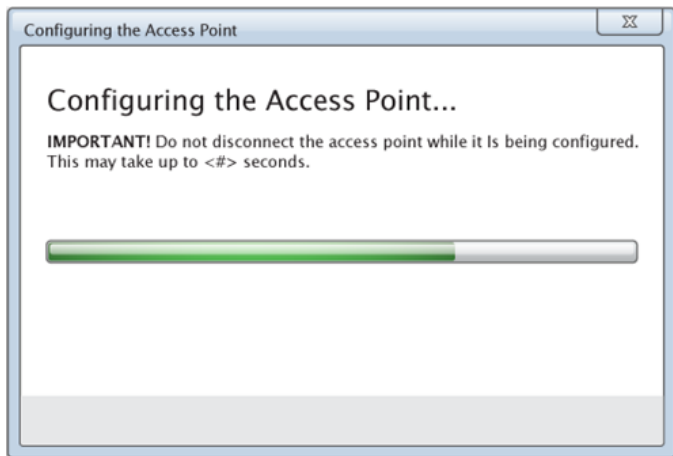 Configuring the Access Point
X
Configuring the Access Point...
IMPORTANT! Do not disconnect the access point while it Is being configured.
This may take up to <#> seconds.